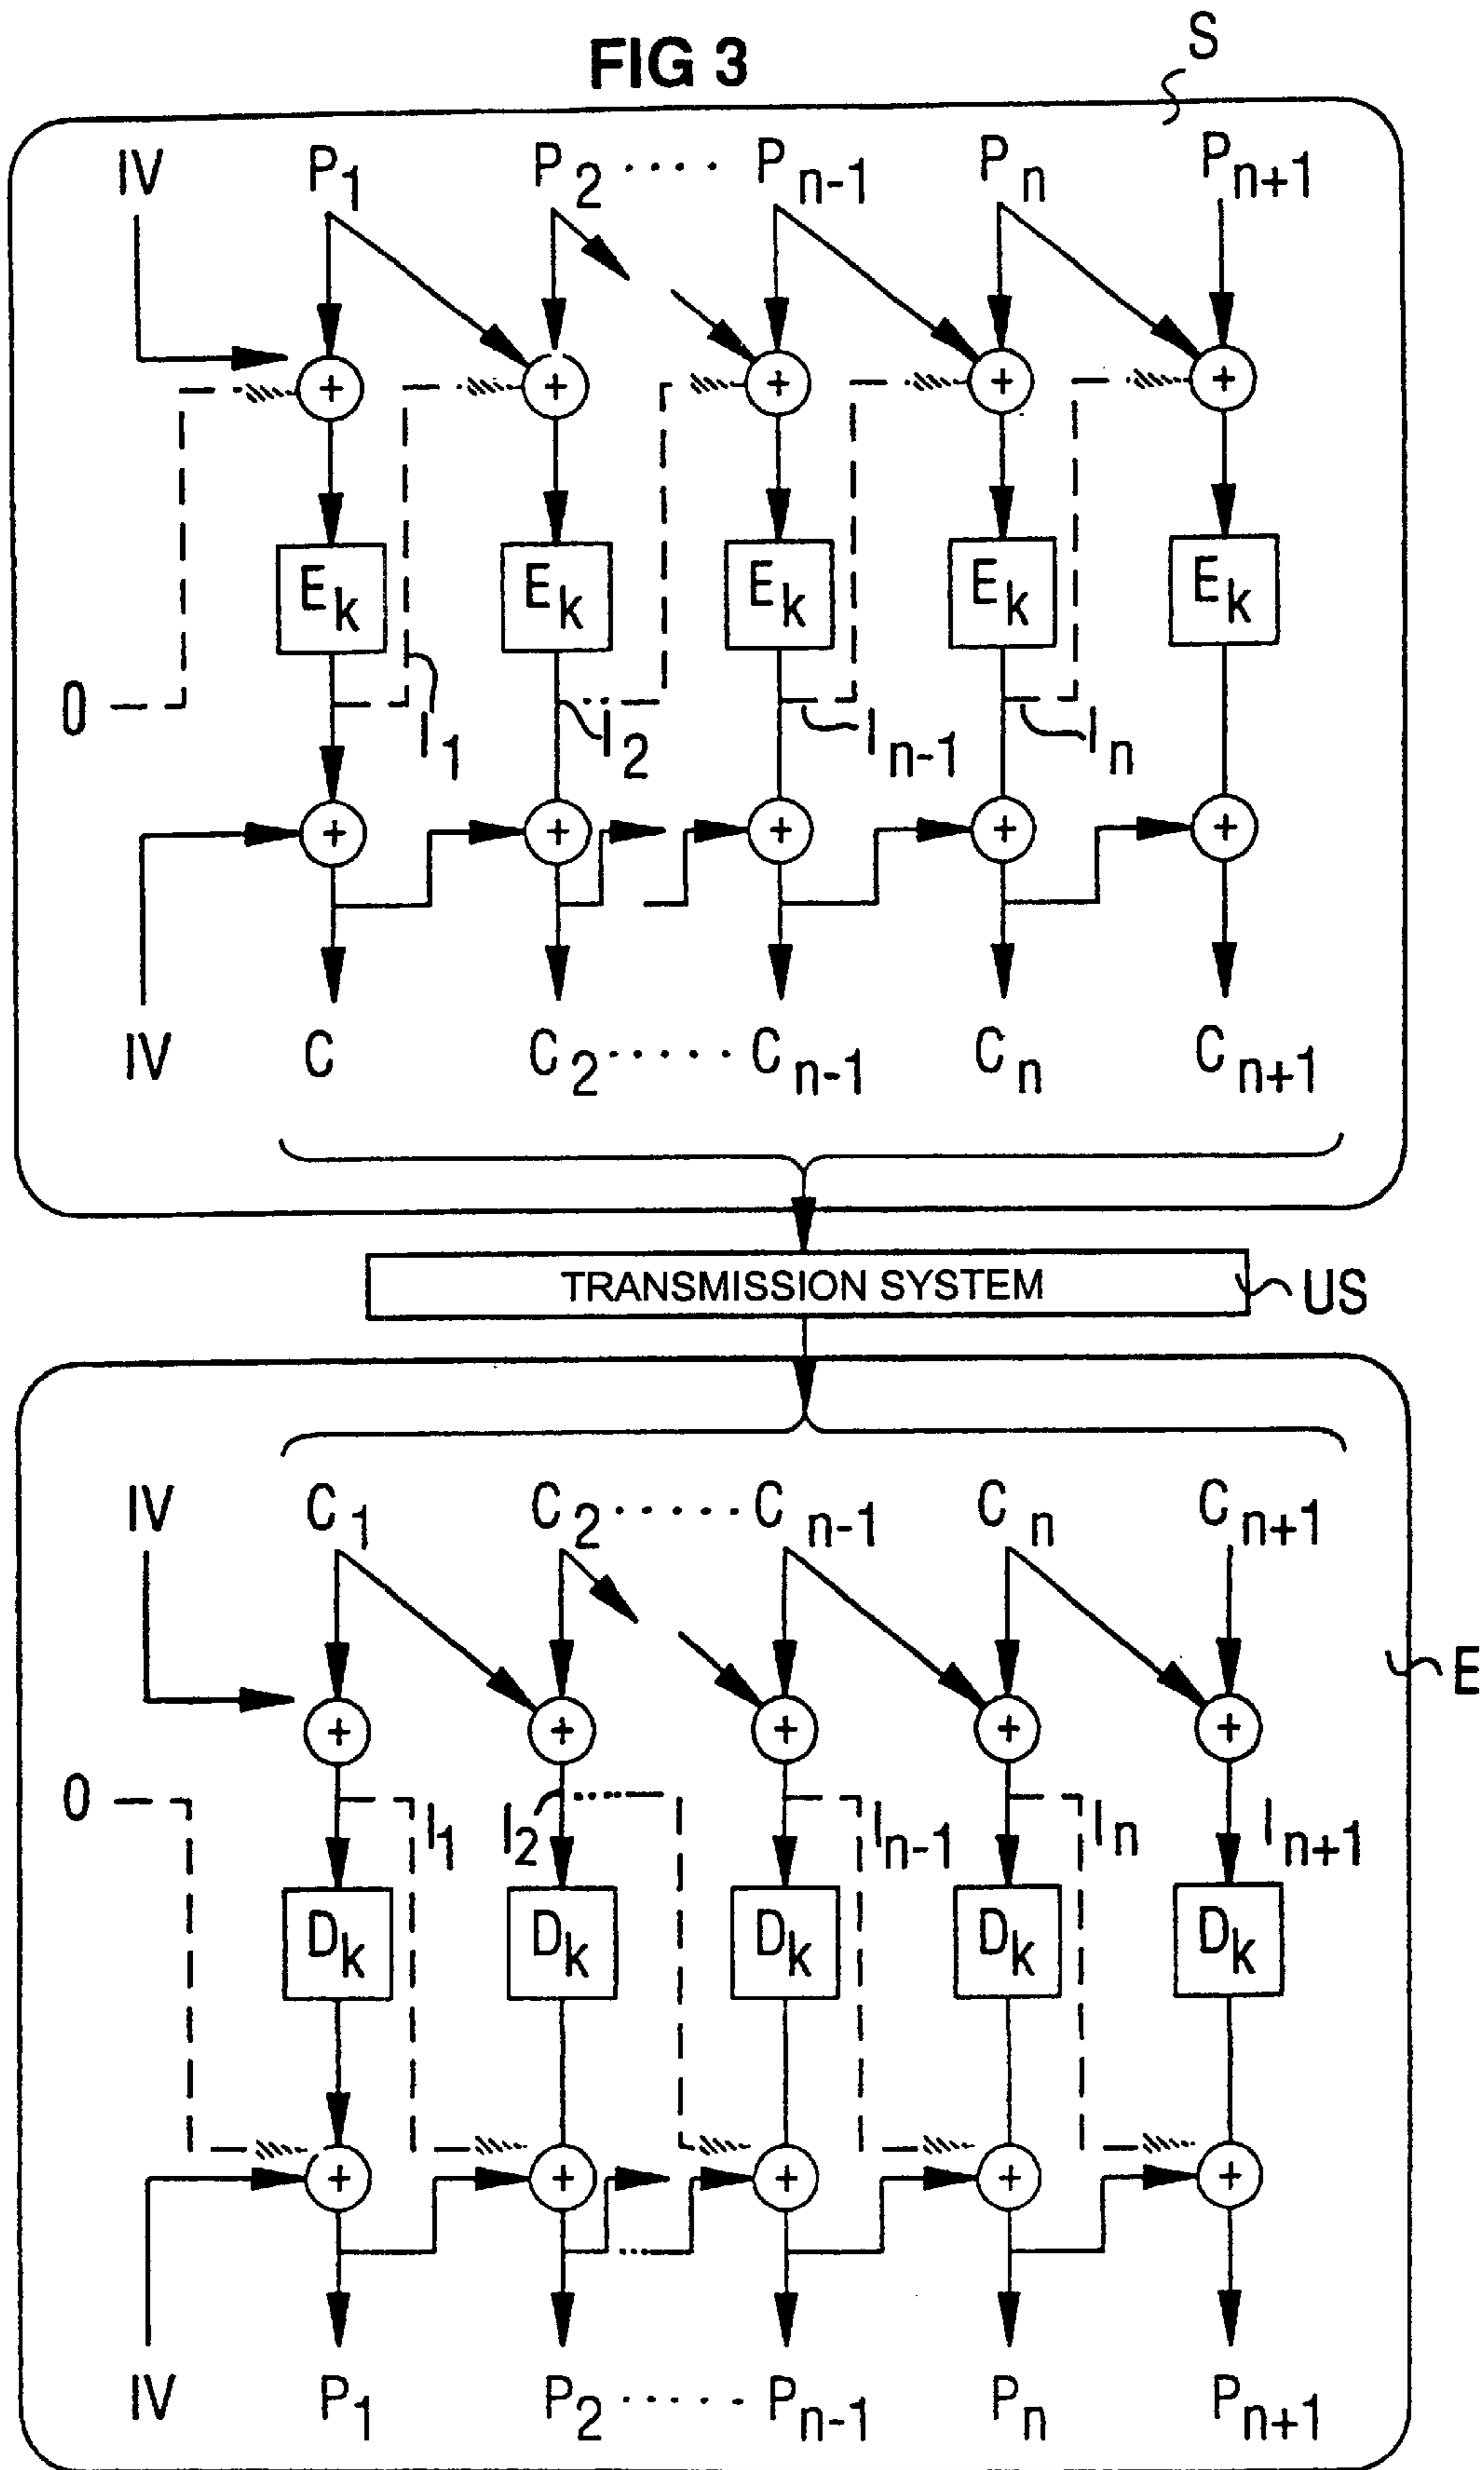 FIG 3
S
IV P1 P2 ····· Pn-1 Pn Pn+1
+ + + + +
Ek Ek Ek Ek Ek
0
I1 I2 In-1 In
+ + + + +
IV C C2 ····· Cn-1 Cn Cn+1
TRANSMISSION SYSTEM US
IV C1 C2 ····· Cn-1 Cn Cn+1
E
+ + + + +
0 I1 I2 In-1 In In+1
Dk Dk Dk Dk Dk
+ + + + +
IV P1 P2 ····· Pn-1 Pn Pn+1